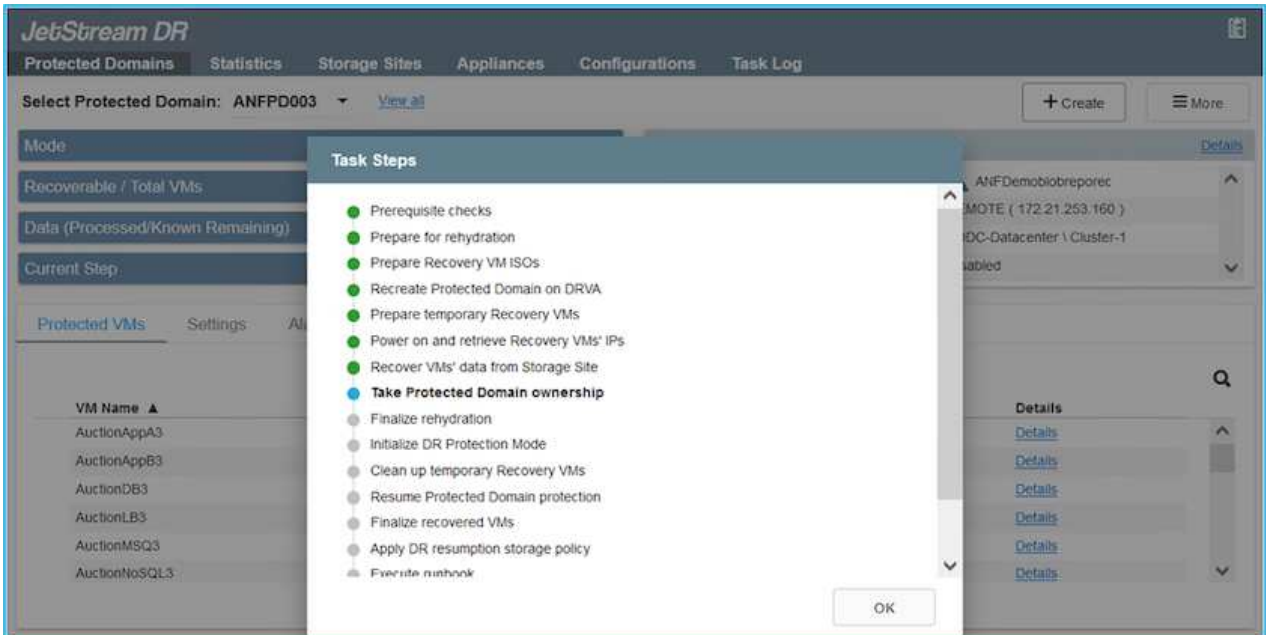 JetStream DR
Protected Domains Statistics Storage Sites Appliances Configurations Task Log
Select Protected Domain: ANFPD003 View all + Create More
Mode Details
Recoverable / Total VMs
Data (Processed/Known Remaining)
Current Step
ANFDemoblobreporec
MOTE ( 172.21.253.160 )
DC-Datacenter \ Cluster-1
abled
Task Steps
Prerequisite checks
Prepare for rehydration
Prepare Recovery VM ISOs
Recreate Protected Domain on DRVA
Prepare temporary Recovery VMs
Power on and retrieve Recovery VMs' IPs
Recover VMs' data from Storage Site
Take Protected Domain ownership
Finalize rehydration
Initialize DR Protection Mode
Clean up temporary Recovery VMs
Resume Protected Domain protection
Finalize recovered VMs
Apply DR resumption storage policy
Execute runbook
OK
Protected VMs Settings Al
VM Name ▲ Details
AuctionAppA3 Details
AuctionAppB3 Details
AuctionDB3 Details
AuctionLB3 Details
AuctionMSQ3 Details
AuctionNoSQL3 Details